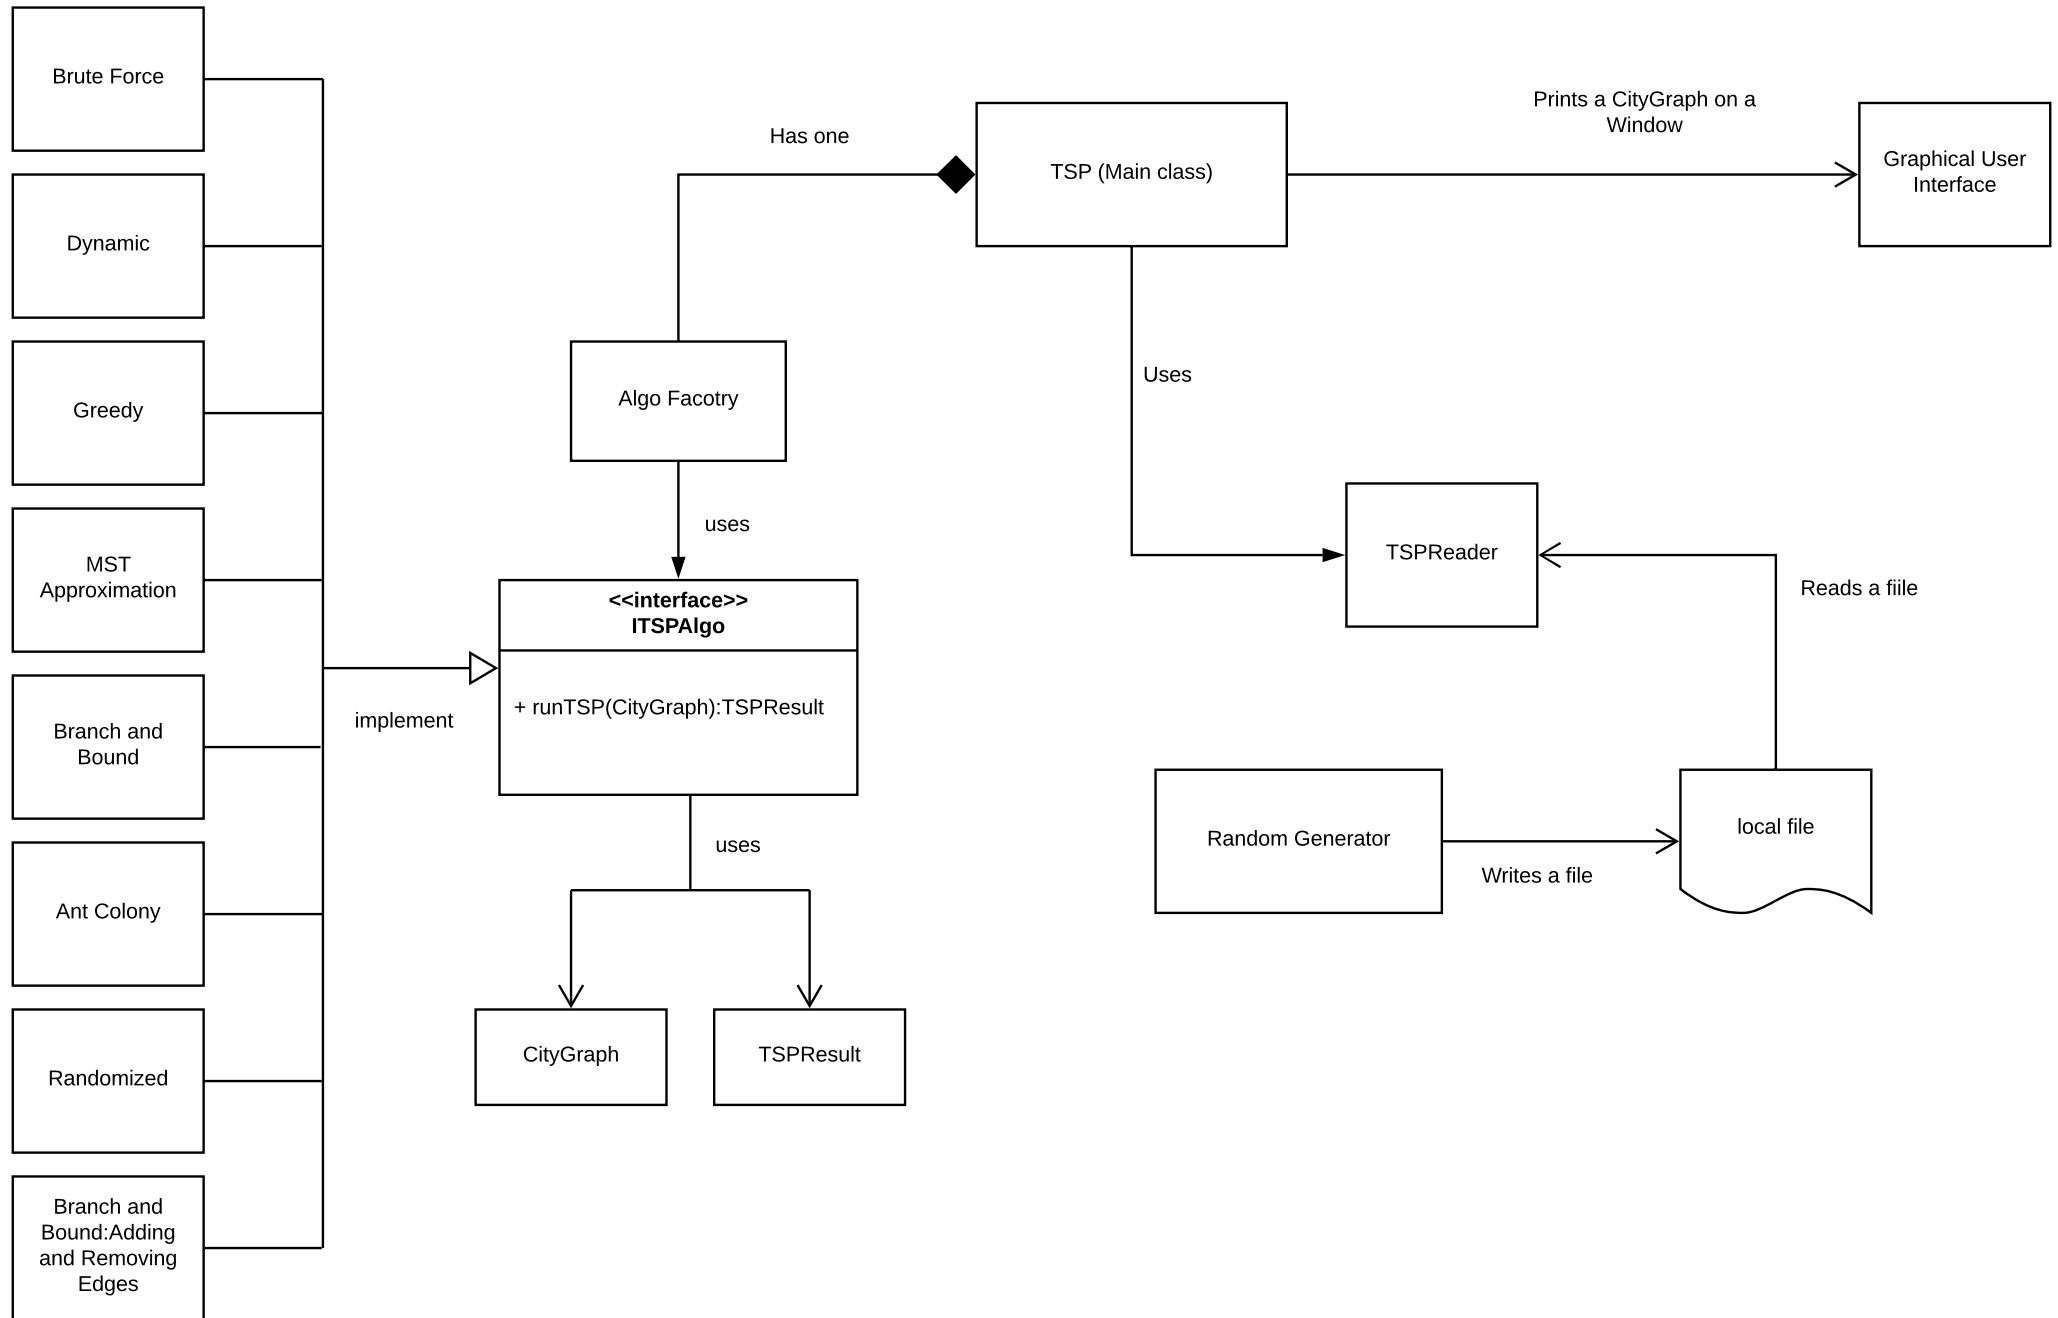 Brute Force
Dynamic
Greedy
MST
Approximation
Branch and
Bound
Ant Colony
Randomized
Branch and
Bound:Adding
and Removing
Edges
implement
Has one
TSP (Main class)
Prints a CityGraph on a
Window
Graphical User
Interface
Algo Facotry
uses
<<interface>>
ITSPAlgo
+ runTSP(CityGraph):TSPResult
uses
CityGraph
TSPResult
Uses
TSPReader
Reads a fiile
Random Generator
Writes a file
local file